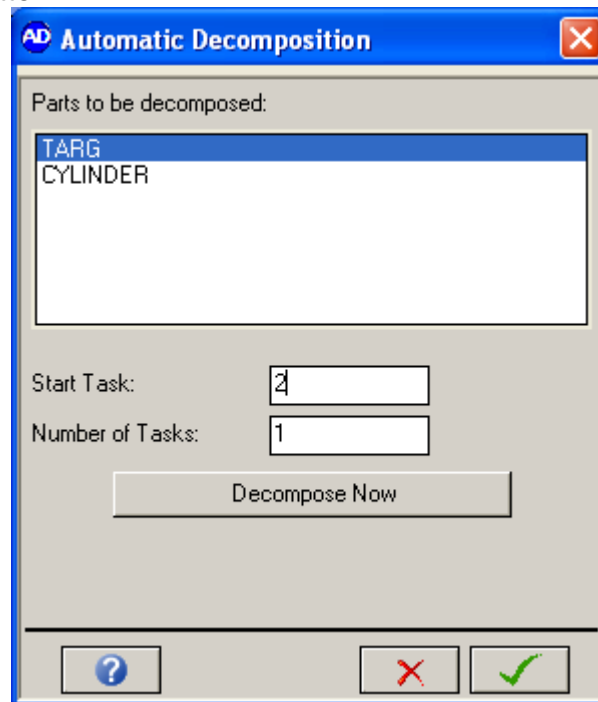 AD Automatic Decomposition
Parts to be decomposed:
TARG
CYLINDER
Start Task: 2
Number of Tasks: 1
Decompose Now
?